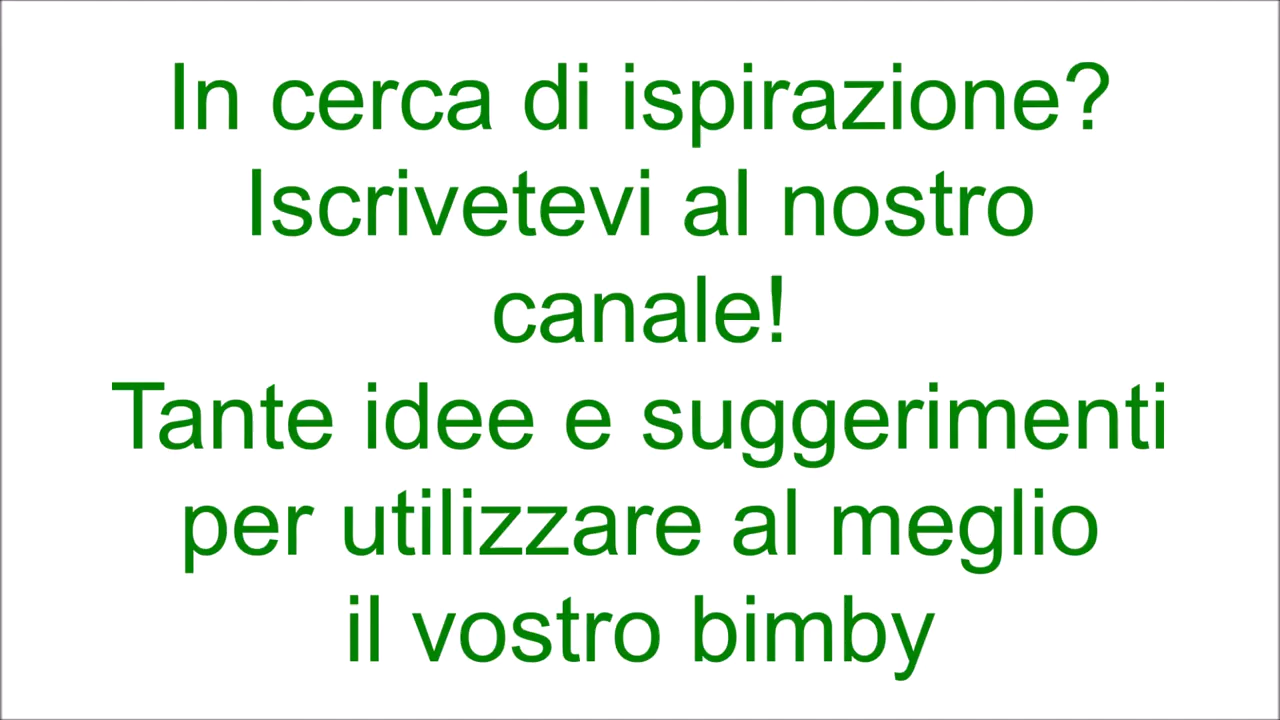 In cerca di ispirazione?
Iscrivetevi al nostro
canale!
Tante idee e suggerimenti
per utilizzare al meglio
il vostro bimby